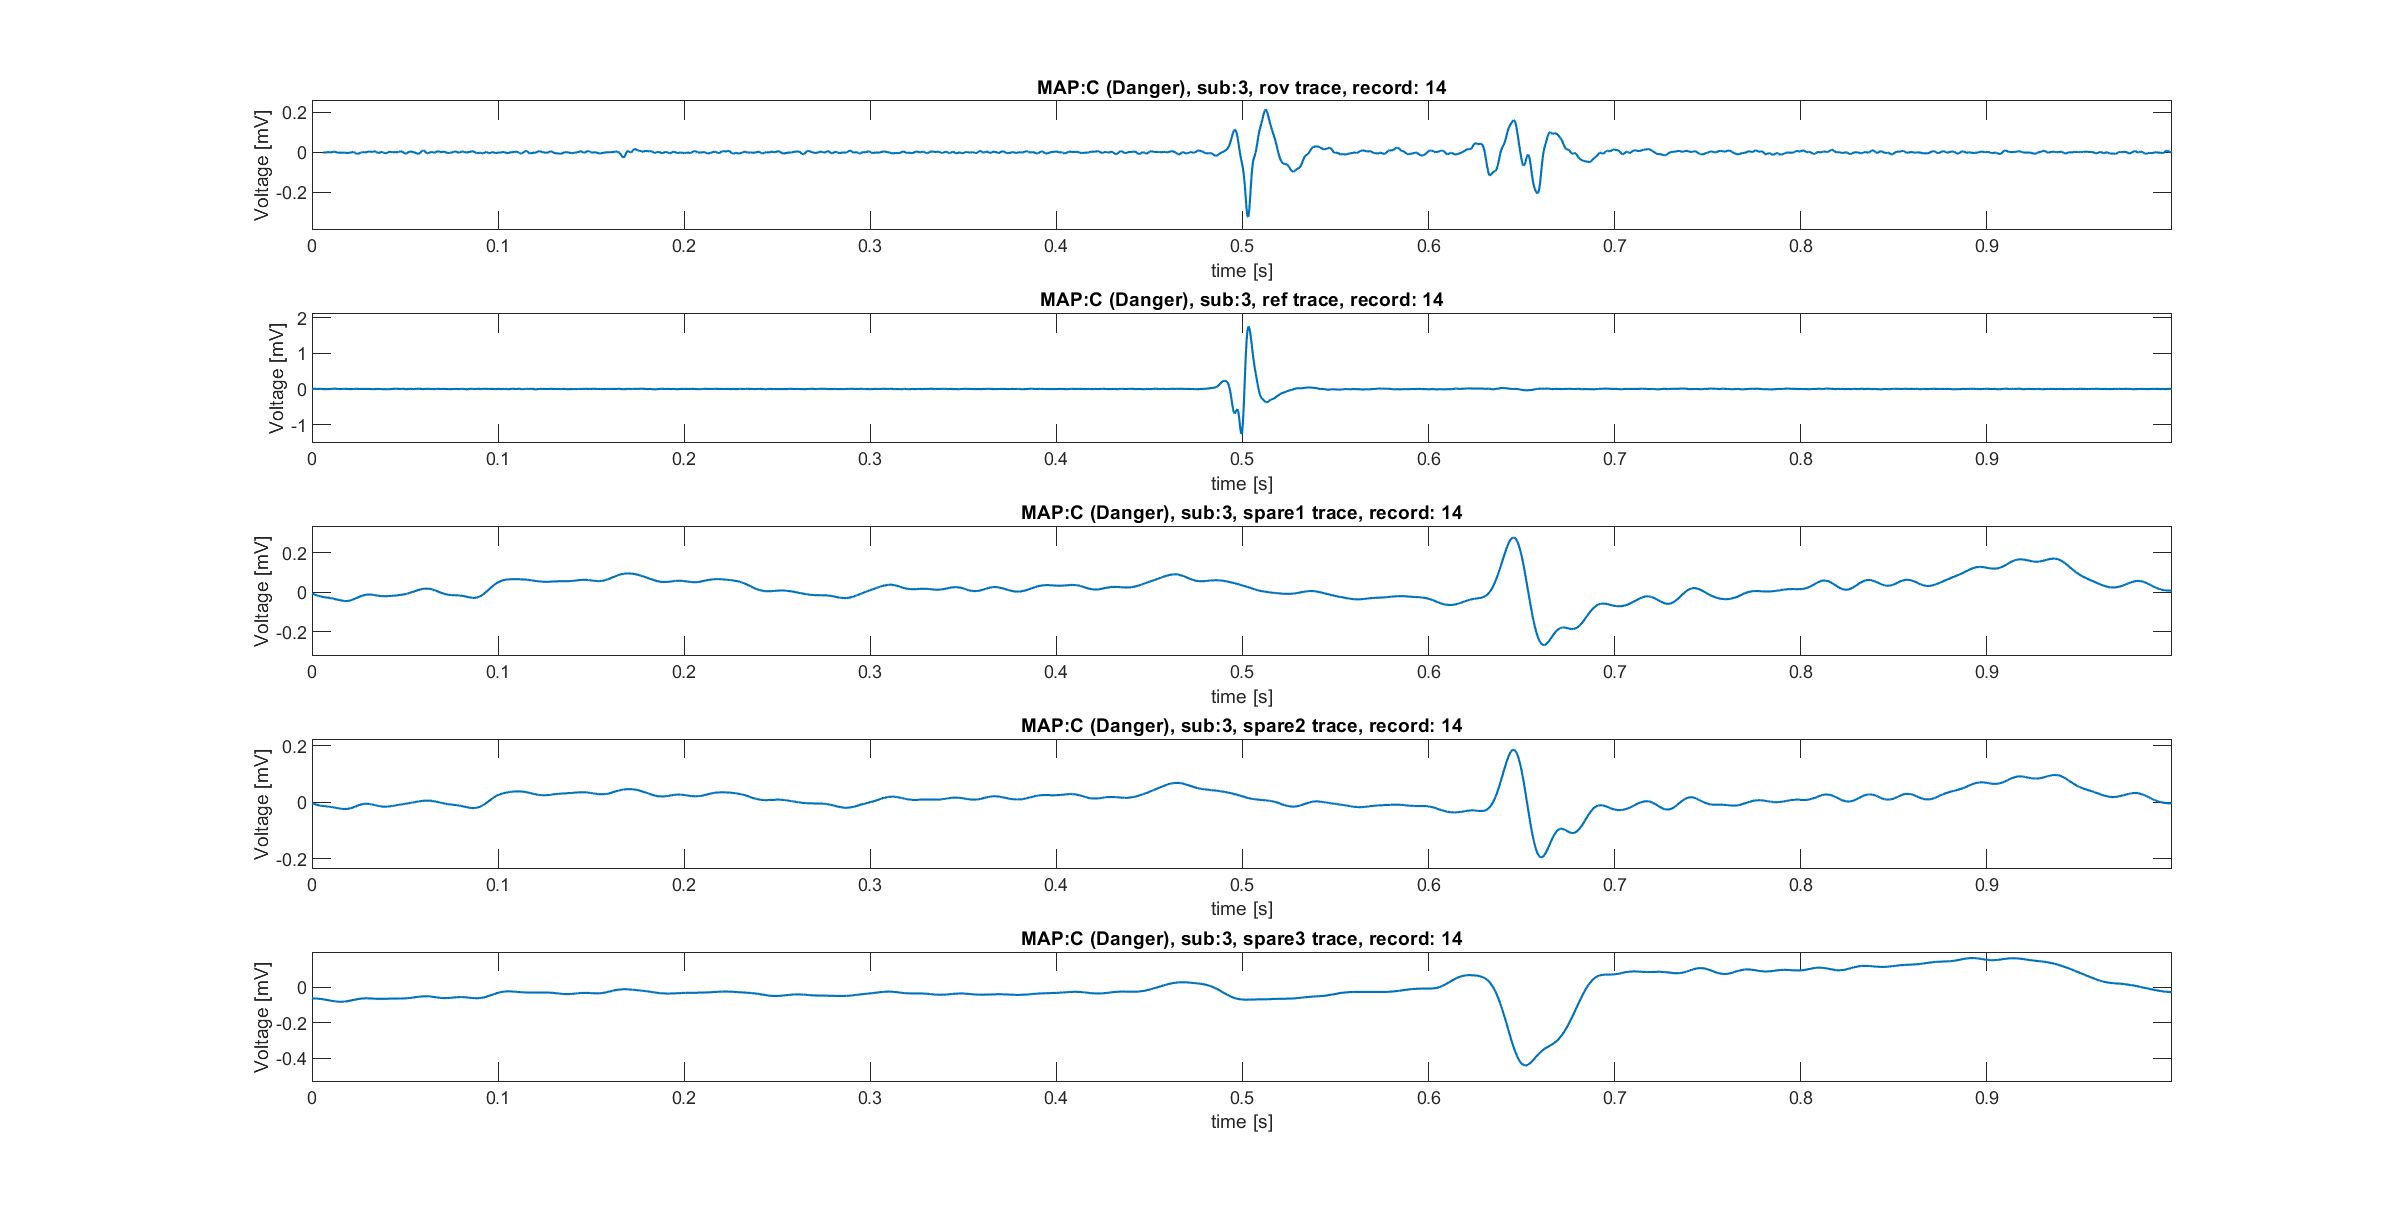 MAP:C (Danger), sub:3, rov trace, record: 14
Voltage [mV]
0.2
0
-0.2
0 0.1 0.2 0.3 0.4 0.5 0.6 0.7 0.8 0.9
time [s]
MAP:C (Danger), sub:3, ref trace, record: 14
Voltage [mV]
2
1
0
-1
0 0.1 0.2 0.3 0.4 0.5 0.6 0.7 0.8 0.9
time [s]
MAP:C (Danger), sub:3, spare1 trace, record: 14
Voltage [mV]
0.2
0
-0.2
0 0.1 0.2 0.3 0.4 0.5 0.6 0.7 0.8 0.9
time [s]
MAP:C (Danger), sub:3, spare2 trace, record: 14
Voltage [mV]
0.2
0
-0.2
0 0.1 0.2 0.3 0.4 0.5 0.6 0.7 0.8 0.9
time [s]
MAP:C (Danger), sub:3, spare3 trace, record: 14
Voltage [mV]
0
-0.2
-0.4
0 0.1 0.2 0.3 0.4 0.5 0.6 0.7 0.8 0.9
time [s]